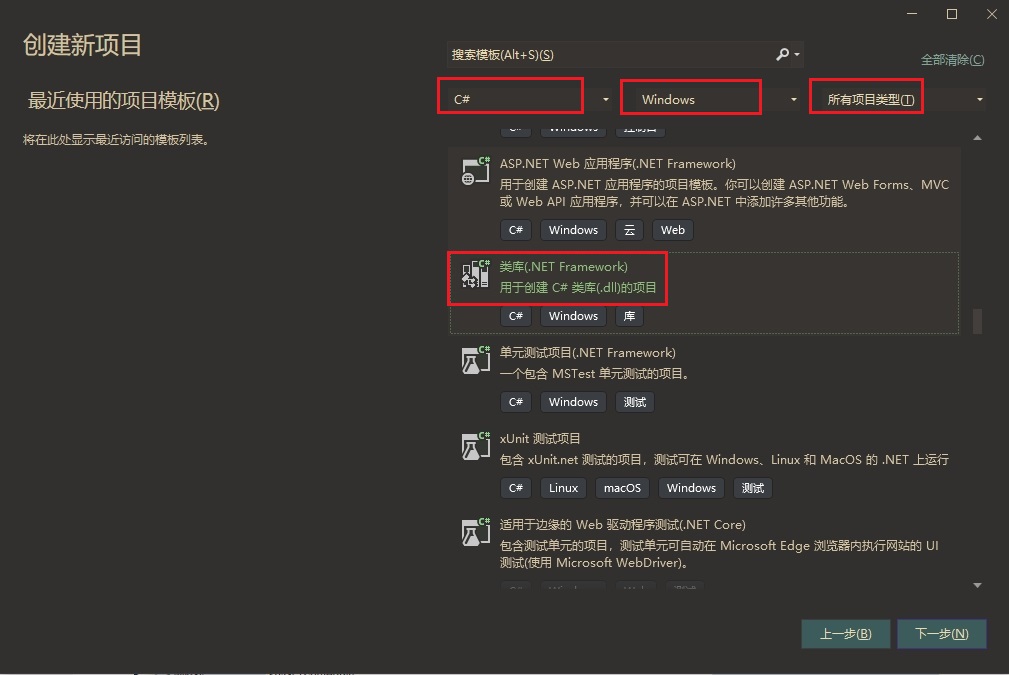 创建新项目
最近使用的项目模板(R)
将在此处显示最近访问的模板列表。
搜索模板(Alt+S)(S)
全部清除(C)
C#
Windows
所有项目类型(T)
C# Windows 控制台
ASP.NET Web 应用程序(.NET Framework)
用于创建 ASP.NET 应用程序的项目模板。你可以创建 ASP.NET Web Forms、MVC
或 Web API 应用程序，并可以在 ASP.NET 中添加许多其他功能。
C# Windows 云 Web
类库(.NET Framework)
用于创建 C# 类库(.dll)的项目
C# Windows 库
单元测试项目(.NET Framework)
一个包含 MSTest 单元测试的项目。
C# Windows 测试
xUnit 测试项目
包含 xUnit.net 测试的项目，测试可在 Windows、Linux 和 MacOS 的 .NET 上运行
C# Linux macOS Windows 测试
适用于边缘的 Web 驱动程序测试(.NET Core)
包含测试单元的项目，测试单元可自动在 Microsoft Edge 浏览器内执行网站的 UI
测试(使用 Microsoft WebDriver)。
C# Windows Web 测试
上一步(B)
下一步(N)